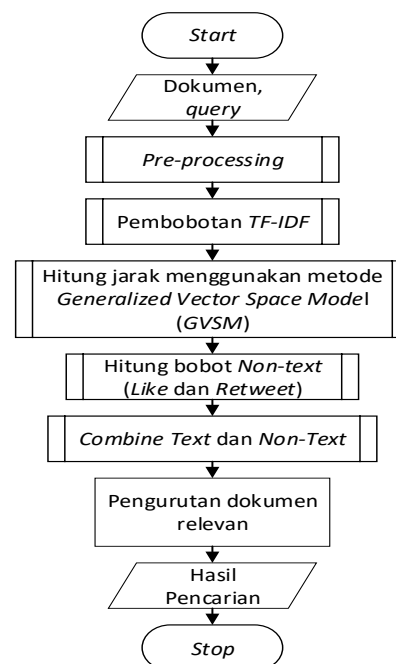 Start
Dokumen,
query
Pre-processing
Pembobotan TF-IDF
Hitung jarak menggunakan metode
Generalized Vector Space Model
(GVSM)
Hitung bobot Non-text
(Like dan Retweet)
Combine Text dan Non-Text
Pengurutan dokumen
relevan
Hasil
Pencarian
Stop